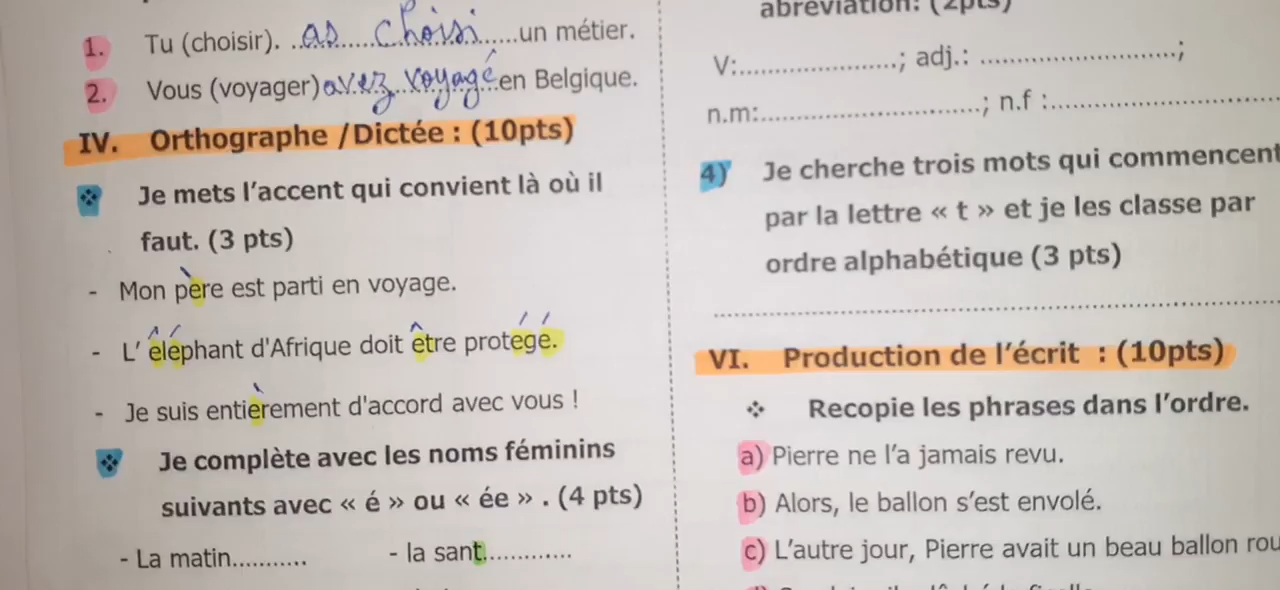 1. Tu (choisir). ..as.....choisi......un métier.
2. Vous (voyager)avez..voyagé.en Belgique.
IV. Orthographe /Dictée : (10pts)
Je mets l'accent qui convient là où il
faut. (3 pts)
- Mon père est parti en voyage.
- L' êléphant d'Afrique doit être protégé.
- Je suis entièrement d'accord avec vous !
Je complète avec les noms féminins
suivants avec « é » ou « ée » . (4 pts)
- La matin........... - la sant.............
abréviation: (2pts)
V:......................; adj.: ...........................;
n.m:..............................; n.f :..............................
4) Je cherche trois mots qui commencent
par la lettre « t » et je les classe par
ordre alphabétique (3 pts)
VI. Production de l'écrit : (10pts)
Recopie les phrases dans l'ordre.
a) Pierre ne l'a jamais revu.
b) Alors, le ballon s'est envolé.
c) L'autre jour, Pierre avait un beau ballon rou